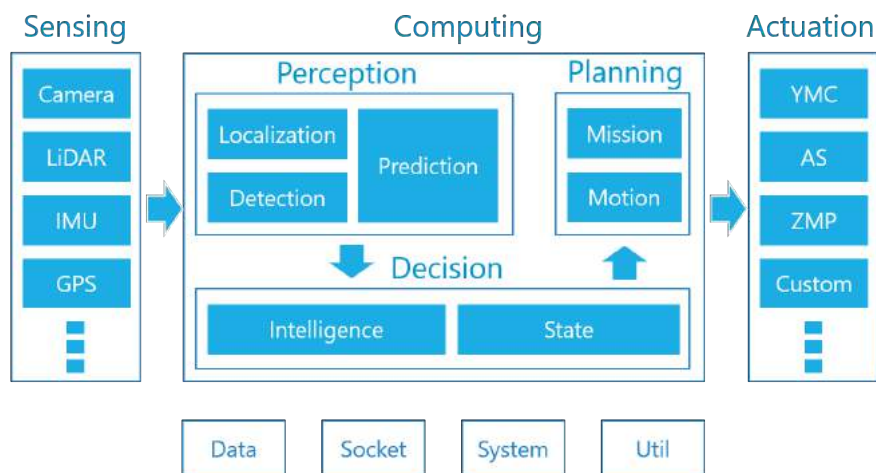 Sensing
Computing
Actuation
Camera
LiDAR
IMU
GPS
Perception
Localization
Detection
Prediction
Planning
Mission
Motion
Decision
Intelligence
State
YMC
AS
ZMP
Custom
Data
Socket
System
Util